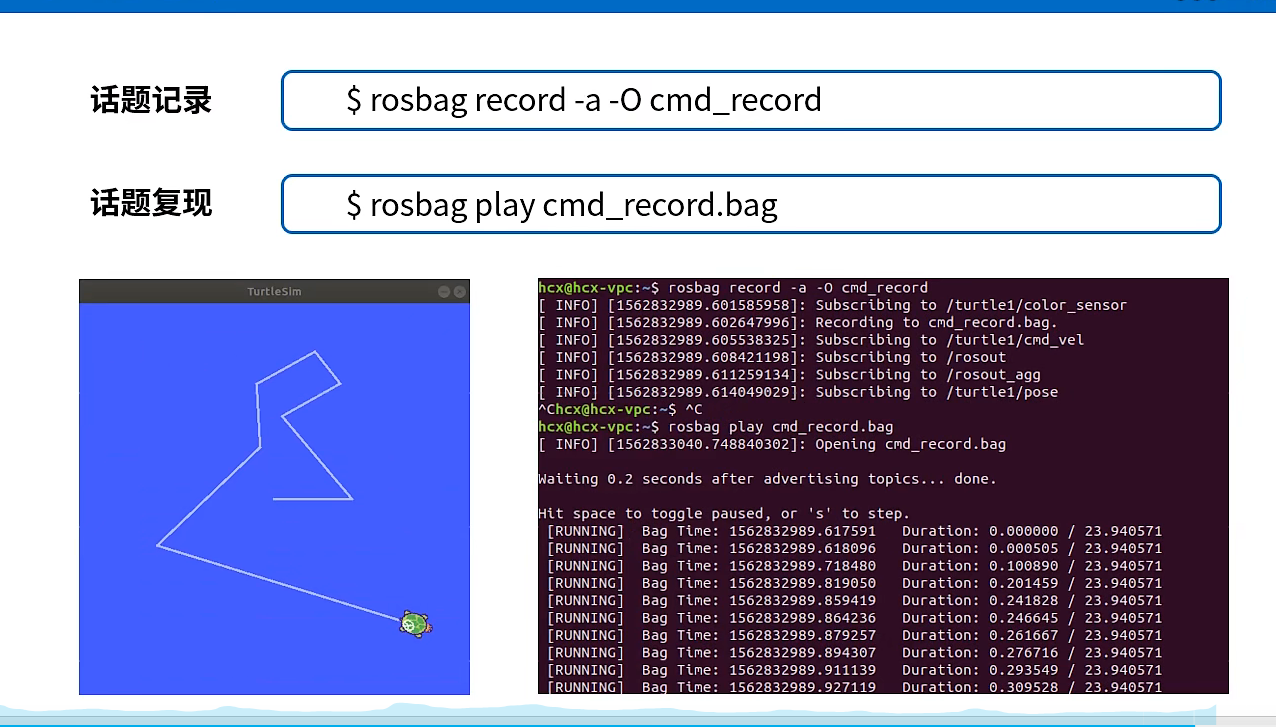 话题记录
$ rosbag record -a -O cmd_record
话题复现
$ rosbag play cmd_record.bag
TurtleSim
hcx@hcx-vpc:~$ rosbag record -a -O cmd_record
[ INFO] [1562832989.601585958]: Subscribing to /turtle1/color_sensor
[ INFO] [1562832989.602647996]: Recording to cmd_record.bag.
[ INFO] [1562832989.605538325]: Subscribing to /turtle1/cmd_vel
[ INFO] [1562832989.608421198]: Subscribing to /rosout
[ INFO] [1562832989.611259134]: Subscribing to /rosout_agg
[ INFO] [1562832989.614049029]: Subscribing to /turtle1/pose
^Chcx@hcx-vpc:~$ ^C
hcx@hcx-vpc:~$ rosbag play cmd_record.bag
[ INFO] [1562833040.748840302]: Opening cmd_record.bag
Waiting 0.2 seconds after advertising topics... done.
Hit space to toggle paused, or 's' to step.
[RUNNING] Bag Time: 1562832989.617591 Duration: 0.000000 / 23.940571
[RUNNING] Bag Time: 1562832989.618096 Duration: 0.000505 / 23.940571
[RUNNING] Bag Time: 1562832989.718480 Duration: 0.100890 / 23.940571
[RUNNING] Bag Time: 1562832989.819050 Duration: 0.201459 / 23.940571
[RUNNING] Bag Time: 1562832989.859419 Duration: 0.241828 / 23.940571
[RUNNING] Bag Time: 1562832989.864236 Duration: 0.246645 / 23.940571
[RUNNING] Bag Time: 1562832989.879257 Duration: 0.261667 / 23.940571
[RUNNING] Bag Time: 1562832989.894307 Duration: 0.276716 / 23.940571
[RUNNING] Bag Time: 1562832989.911139 Duration: 0.293549 / 23.940571
[RUNNING] Bag Time: 1562832989.927119 Duration: 0.309528 / 23.940571